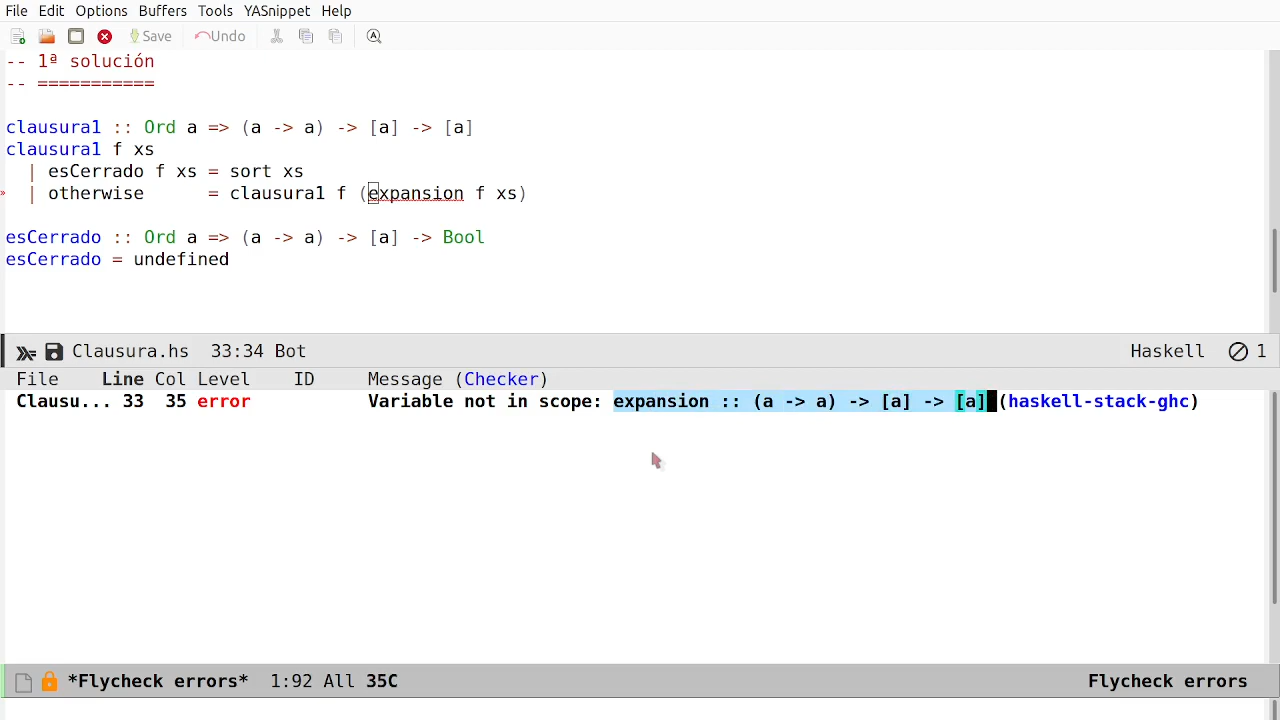 File Edit Options Buffers Tools YASnippet Help
Save Undo
-- 1ª solución
-- ===========
clausura1 :: Ord a => (a -> a) -> [a] -> [a]
clausura1 f xs
| esCerrado f xs = sort xs
» | otherwise      = clausura1 f (expansion f xs)
esCerrado :: Ord a => (a -> a) -> [a] -> Bool
esCerrado = undefined
Clausura.hs 33:34 Bot Haskell 1
File Line Col Level ID Message (Checker)
Clausu... 33 35 error Variable not in scope: expansion :: (a -> a) -> [a] -> [a] (haskell-stack-ghc)
*Flycheck errors* 1:92 All 35C Flycheck errors